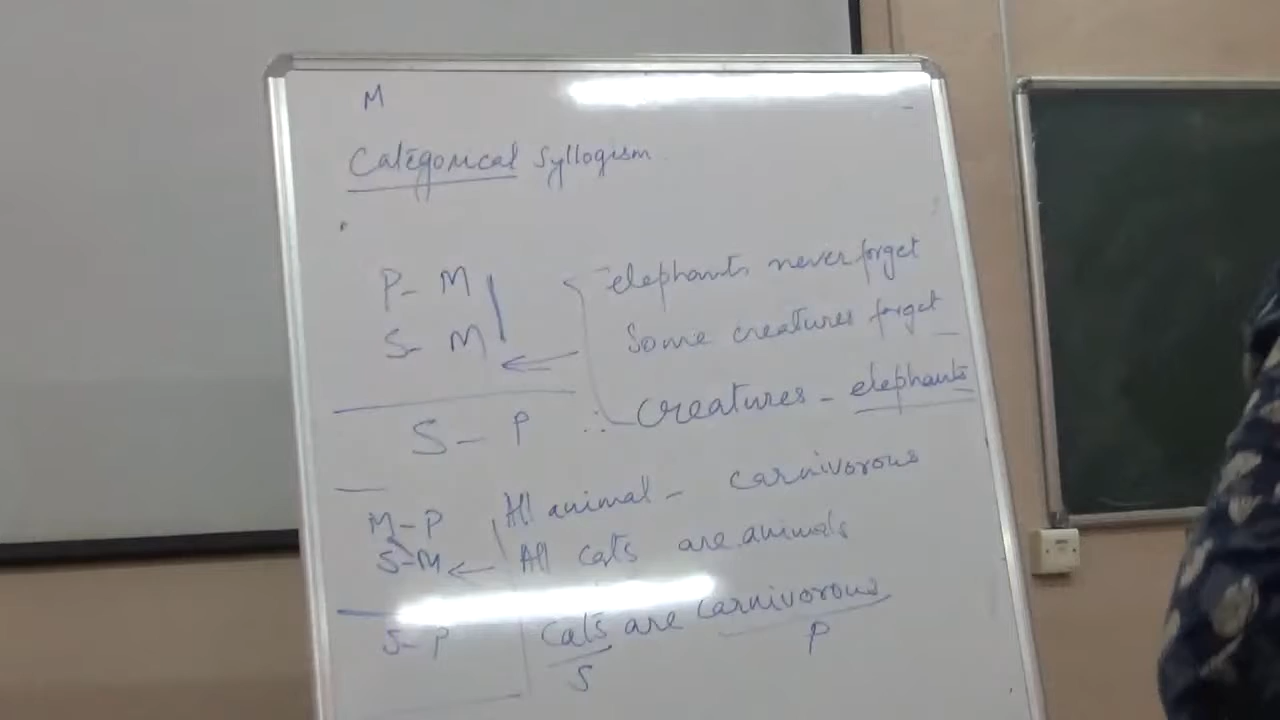 M
Categorical Syllogism
P - M
S - M
S - P
elephants never forget
Some creatures forget
∴ Creatures - elephants
M - P
S - M
S - P
All animal - carnivorous
All cats are animals
Cats are carnivorous
S
P